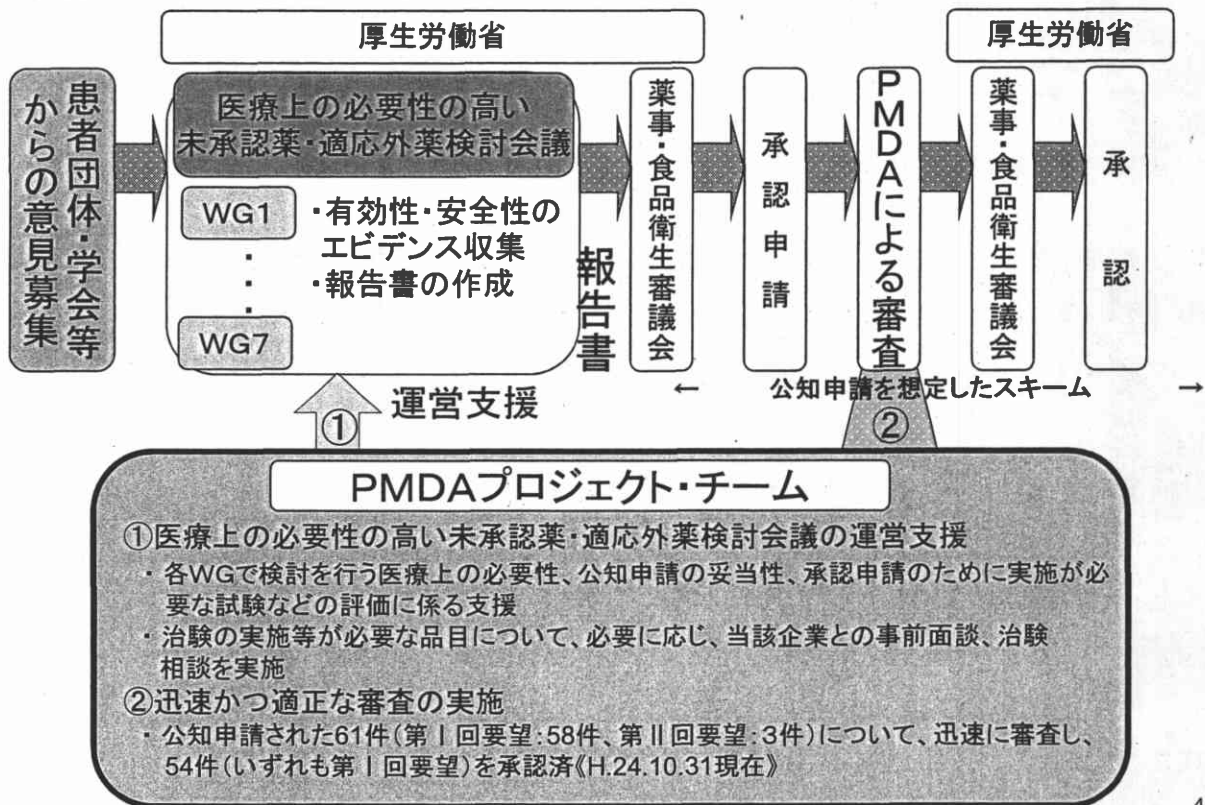 厚生労働省
厚生労働省
患者団体・学会等
からの意見募集
医療上の必要性の高い
未承認薬・適応外薬検討会議
WG1
・
・
・
・
WG7
・有効性・安全性の
エビデンス収集
・報告書の作成
報告書
薬事・食品衛生審議会
承認申請
PMDAによる審査
薬事・食品衛生審議会
承認
← 公知申請を想定したスキーム →
① 運営支援
②
PMDAプロジェクト・チーム
①医療上の必要性の高い未承認薬・適応外薬検討会議の運営支援
・各WGで検討を行う医療上の必要性、公知申請の妥当性、承認申請のために実施が必
要な試験などの評価に係る支援
・治験の実施等が必要な品目について、必要に応じ、当該企業との事前面談、治験
相談を実施
②迅速かつ適正な審査の実施
・公知申請された61件(第Ⅰ回要望:58件、第Ⅱ回要望:3件)について、迅速に審査し、
54件(いずれも第Ⅰ回要望)を承認済《H.24.10.31現在》
4